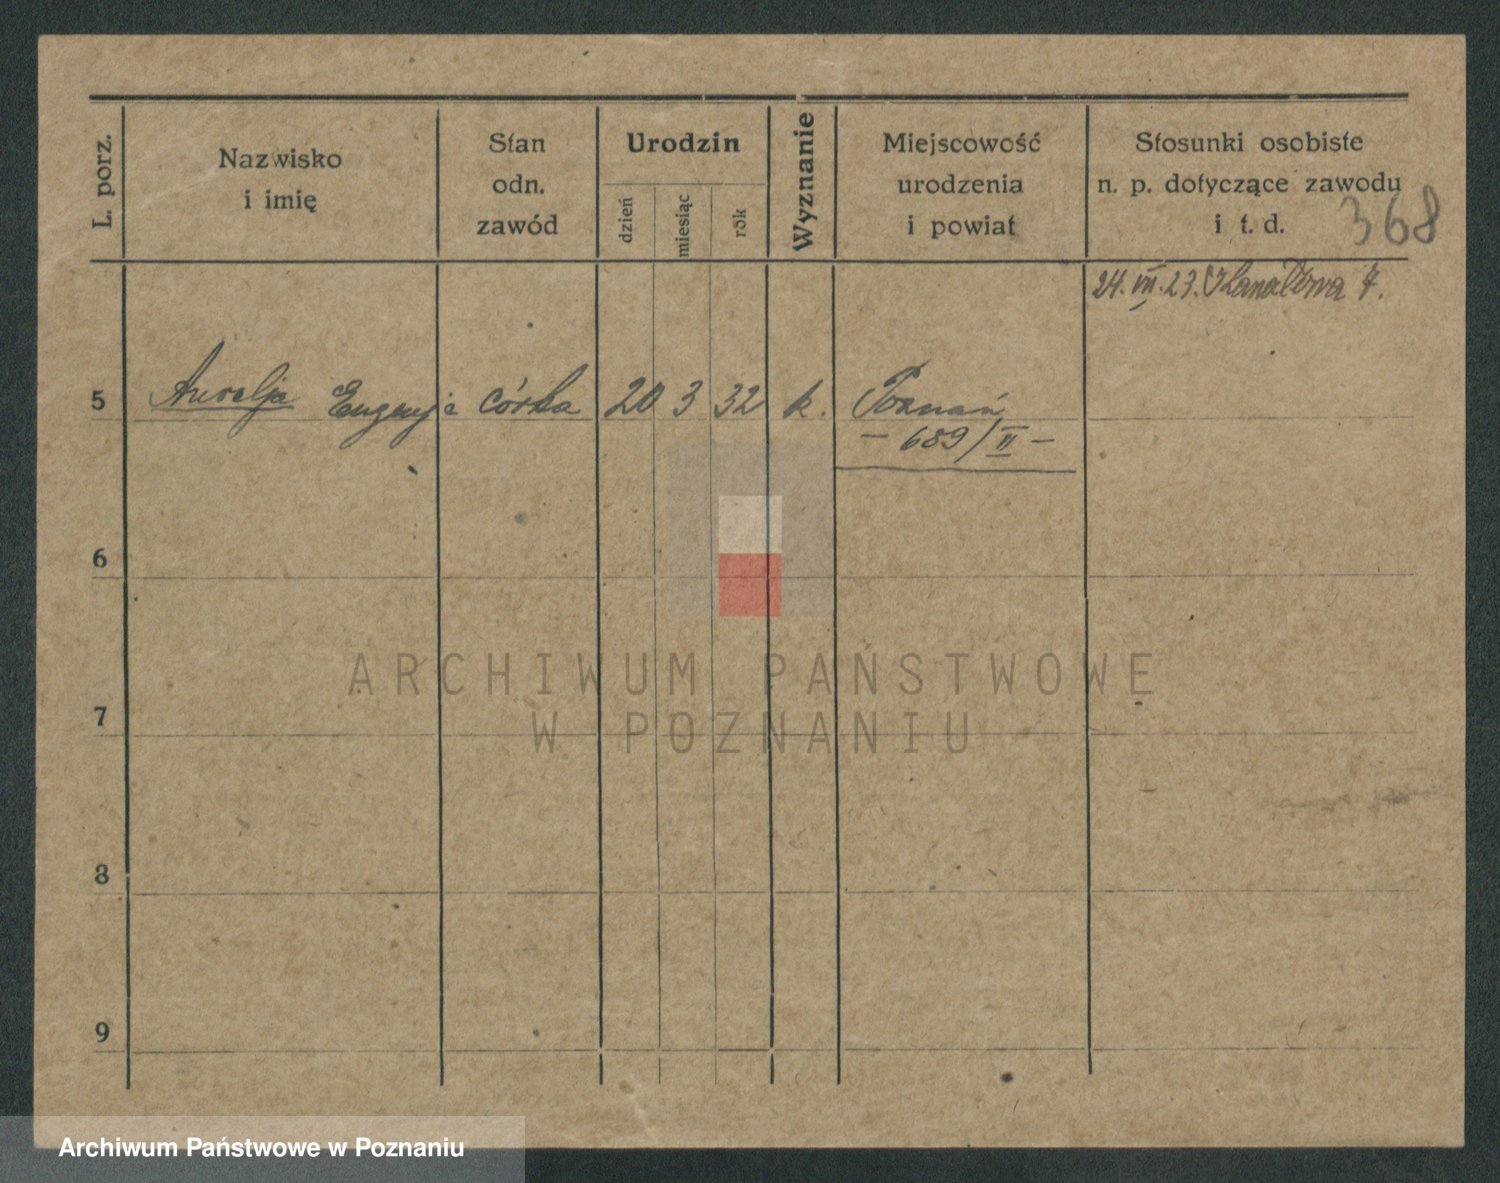 L. porz.
Nazwisko
i imię
Stan
odn.
zawód
Urodzin
dzień
miesiąc
rok
Wyznanie
Miejscowość
urodzenia
i powiat
Stosunki osobiste
n. p. dotyczące zawodu
i t. d.
368
24. VII. 23.
5 Aurelja Eugenja córka 20 3 32 k. Poznań
— 689/II —
6
7
8
9
ARCHIWUM PAŃSTWOWE
W POZNANIU
Archiwum Państwowe w Poznaniu